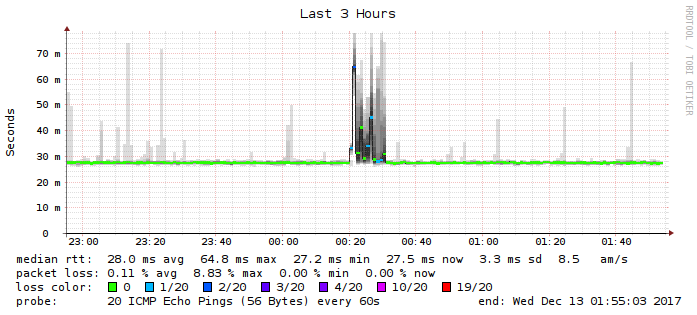 Last 3 Hours
RRDTOOL / TOBI OETIKER
Seconds
70 m
60 m
50 m
40 m
30 m
20 m
10 m
0
23:00 23:20 23:40 00:00 00:20 00:40 01:00 01:20 01:40
median rtt: 28.0 ms avg 64.8 ms max 27.2 ms min 27.5 ms now 3.3 ms sd 8.5 am/s
packet loss: 0.11 % avg 8.83 % max 0.00 % min 0.00 % now
loss color: 0 1/20 2/20 3/20 4/20 10/20 19/20
probe: 20 ICMP Echo Pings (56 Bytes) every 60s end: Wed Dec 13 01:55:03 2017